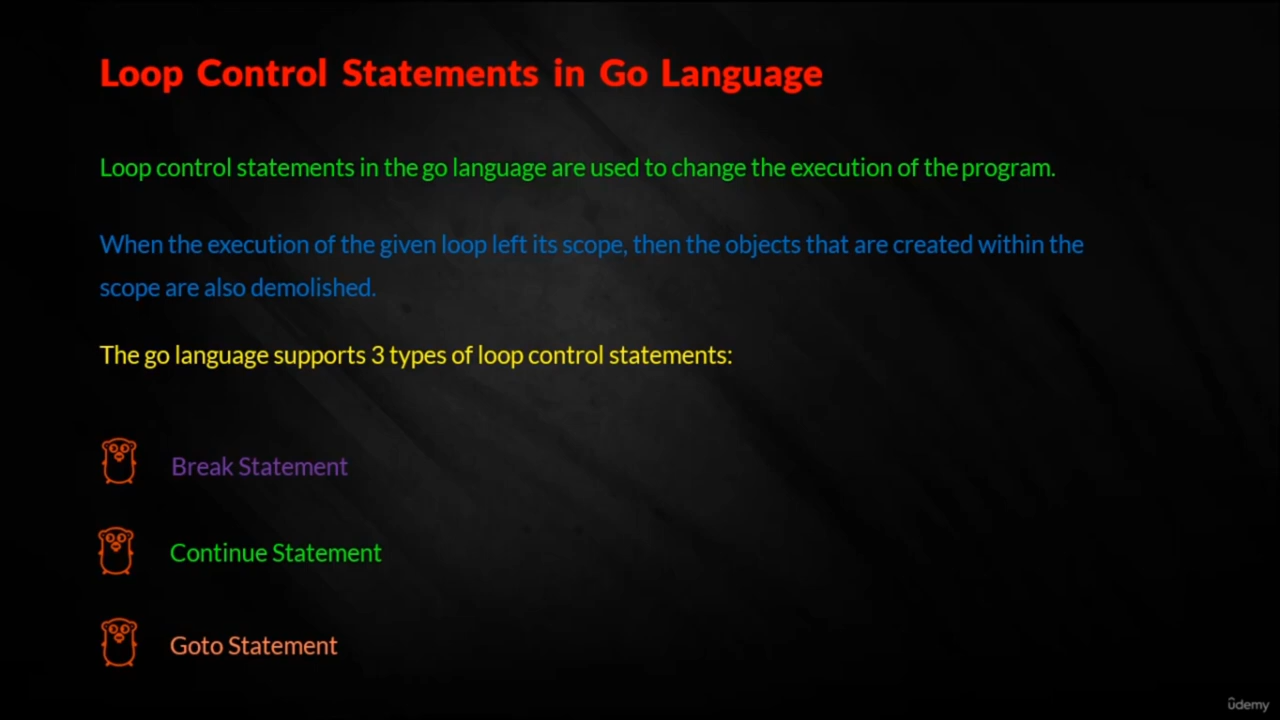 Loop Control Statements in Go Language
Loop control statements in the go language are used to change the execution of the program.
When the execution of the given loop left its scope, then the objects that are created within the
scope are also demolished.
The go language supports 3 types of loop control statements:
Break Statement
Continue Statement
Goto Statement
ûdemy